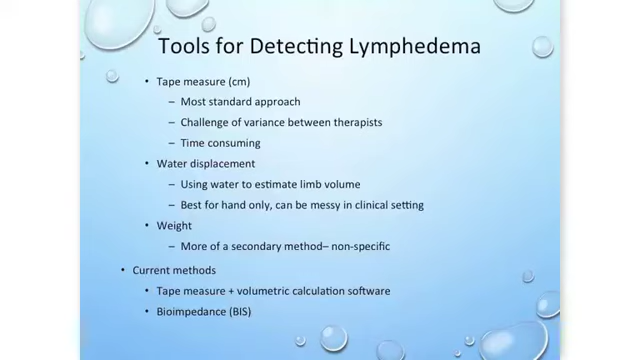 Tools for Detecting Lymphedema
• Tape measure (cm)
– Most standard approach
– Challenge of variance between therapists
– Time consuming
• Water displacement
– Using water to estimate limb volume
– Best for hand only, can be messy in clinical setting
• Weight
– More of a secondary method– non-specific
• Current methods
• Tape measure + volumetric calculation software
• Bioimpedance (BIS)